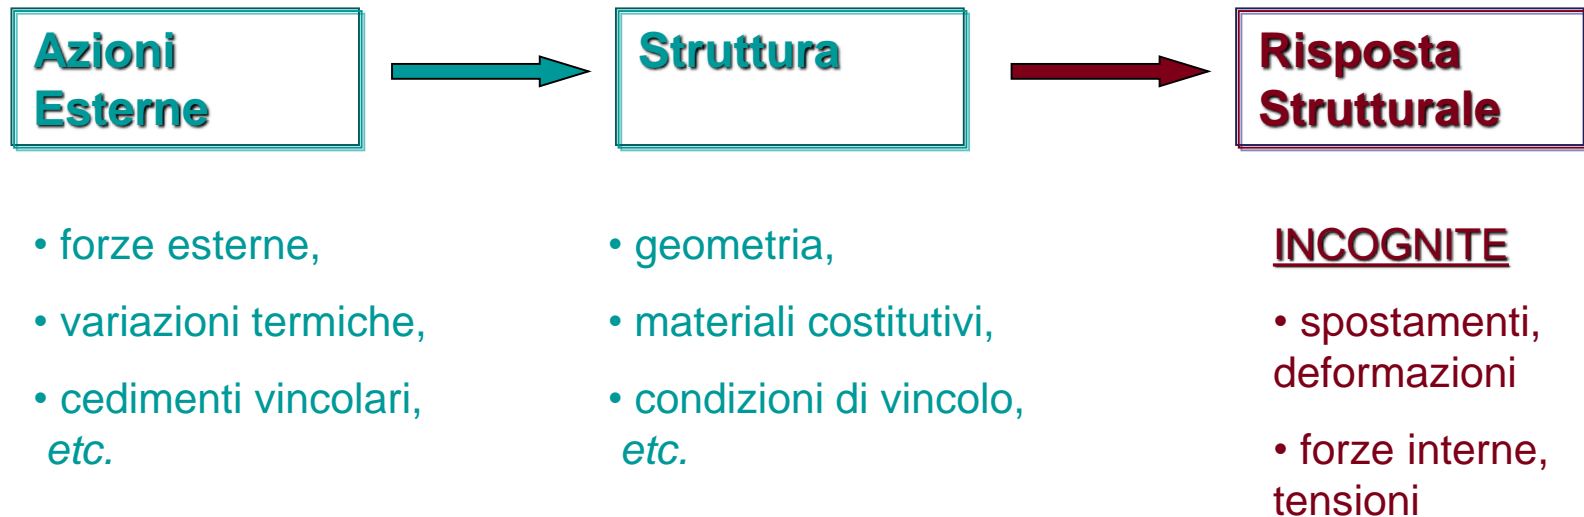 Azioni
Esterne
Struttura
Risposta
Strutturale
• forze esterne,
• variazioni termiche,
• cedimenti vincolari,
etc.
• geometria,
• materiali costitutivi,
• condizioni di vincolo,
etc.
INCOGNITE
• spostamenti,
deformazioni
• forze interne,
tensioni